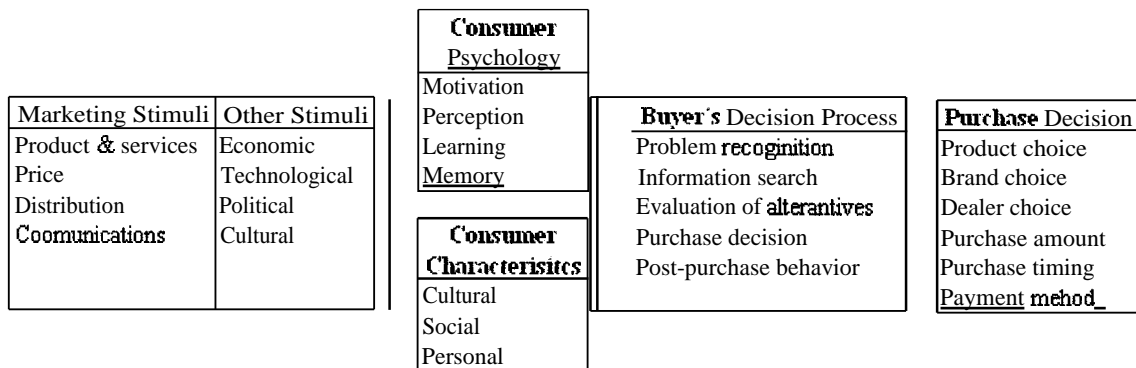 Marketing Stimuli
Product & services
Price
Distribution
Coomunications
Other Stimuli
Economic
Technological
Political
Cultural
Consumer
Psychology
Motivation
Perception
Learning
Memory
Consumer
Characterisitcs
Cultural
Social
Personal
Buyer's Decision Process
Problem recoginition
Information search
Evaluation of alterantives
Purchase decision
Post-purchase behavior
Purchase Decision
Product choice
Brand choice
Dealer choice
Purchase amount
Purchase timing
Payment mehod_